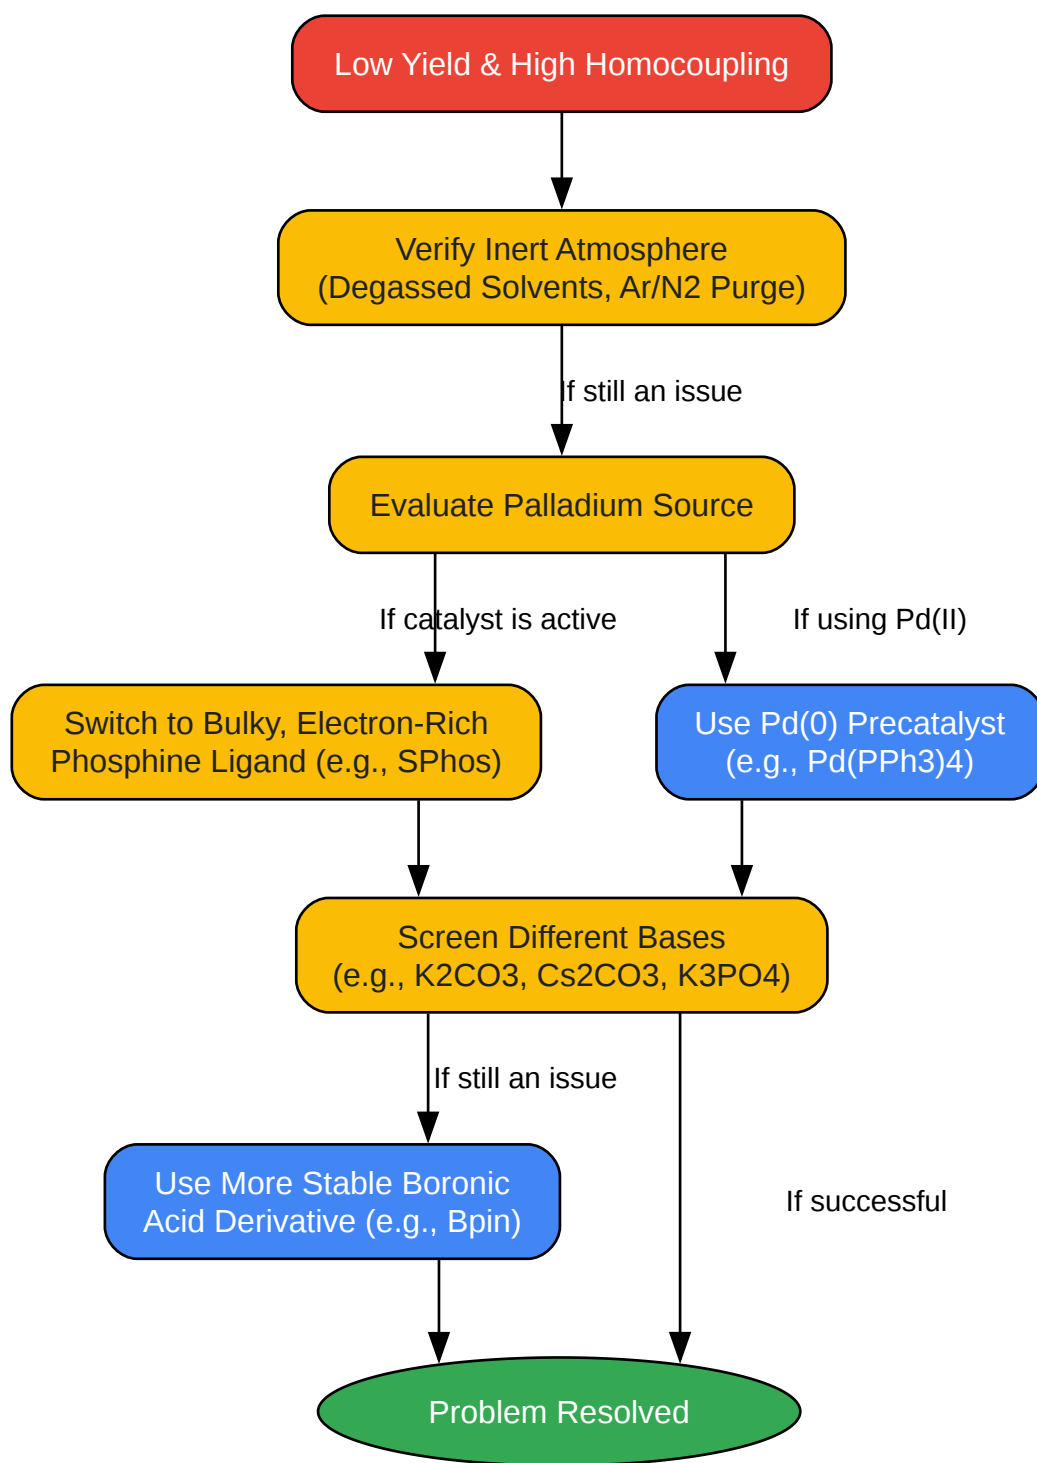 Low Yield & High Homocoupling
Verify Inert Atmosphere
(Degassed Solvents, Ar/N2 Purge)
If still an issue
Evaluate Palladium Source
If catalyst is active
If using Pd(II)
Switch to Bulky, Electron-Rich
Phosphine Ligand (e.g., SPhos)
Use Pd(0) Precatalyst
(e.g., Pd(PPh3)4)
Screen Different Bases
(e.g., K2CO3, Cs2CO3, K3PO4)
If still an issue
Use More Stable Boronic
Acid Derivative (e.g., Bpin)
If successful
Problem Resolved